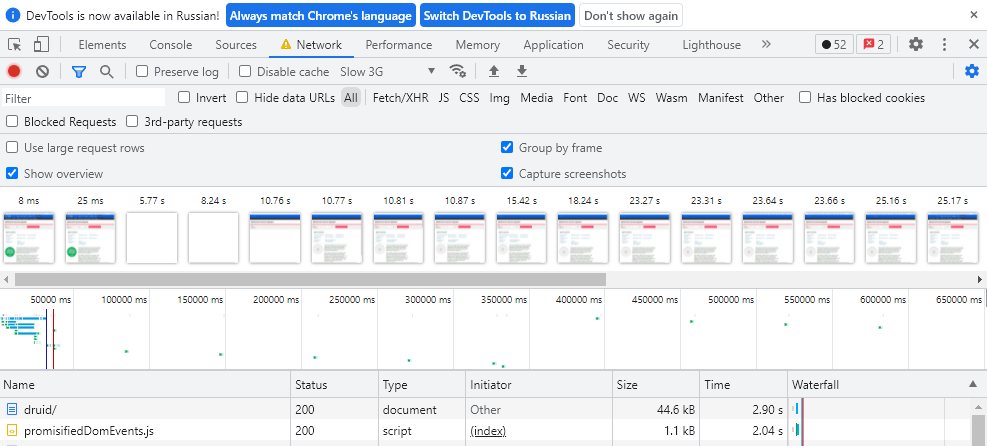 DevTools is now available in Russian! Always match Chrome's language Switch DevTools to Russian Don't show again
Elements Console Sources Network Performance Memory Application Security Lighthouse 52 2
Preserve log Disable cache Slow 3G
Filter Invert Hide data URLs All Fetch/XHR JS CSS Img Media Font Doc WS Wasm Manifest Other Has blocked cookies
Blocked Requests 3rd-party requests
Use large request rows Group by frame
Show overview Capture screenshots
8 ms 25 ms 5.77 s 8.24 s 10.76 s 10.77 s 10.81 s 10.87 s 15.42 s 18.24 s 23.27 s 23.31 s 23.64 s 23.66 s 25.16 s 25.17 s
50000 ms 100000 ms 150000 ms 200000 ms 250000 ms 300000 ms 350000 ms 400000 ms 450000 ms 500000 ms 550000 ms 600000 ms 650000 ms
Name Status Type Initiator Size Time Waterfall
druid/ 200 document Other 44.6 kB 2.90 s
promisifiedDomEvents.js 200 script (index) 1.1 kB 2.04 s